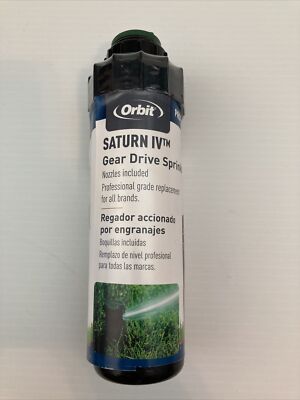 Orbit
SATURN IV™
Gear Drive
Nozzles included
Professional grade replacement
for all brands.
Regador accionado
por engranajes
Boquillas incluidas
Remplazo de nivel profesional
para todas las marcas.